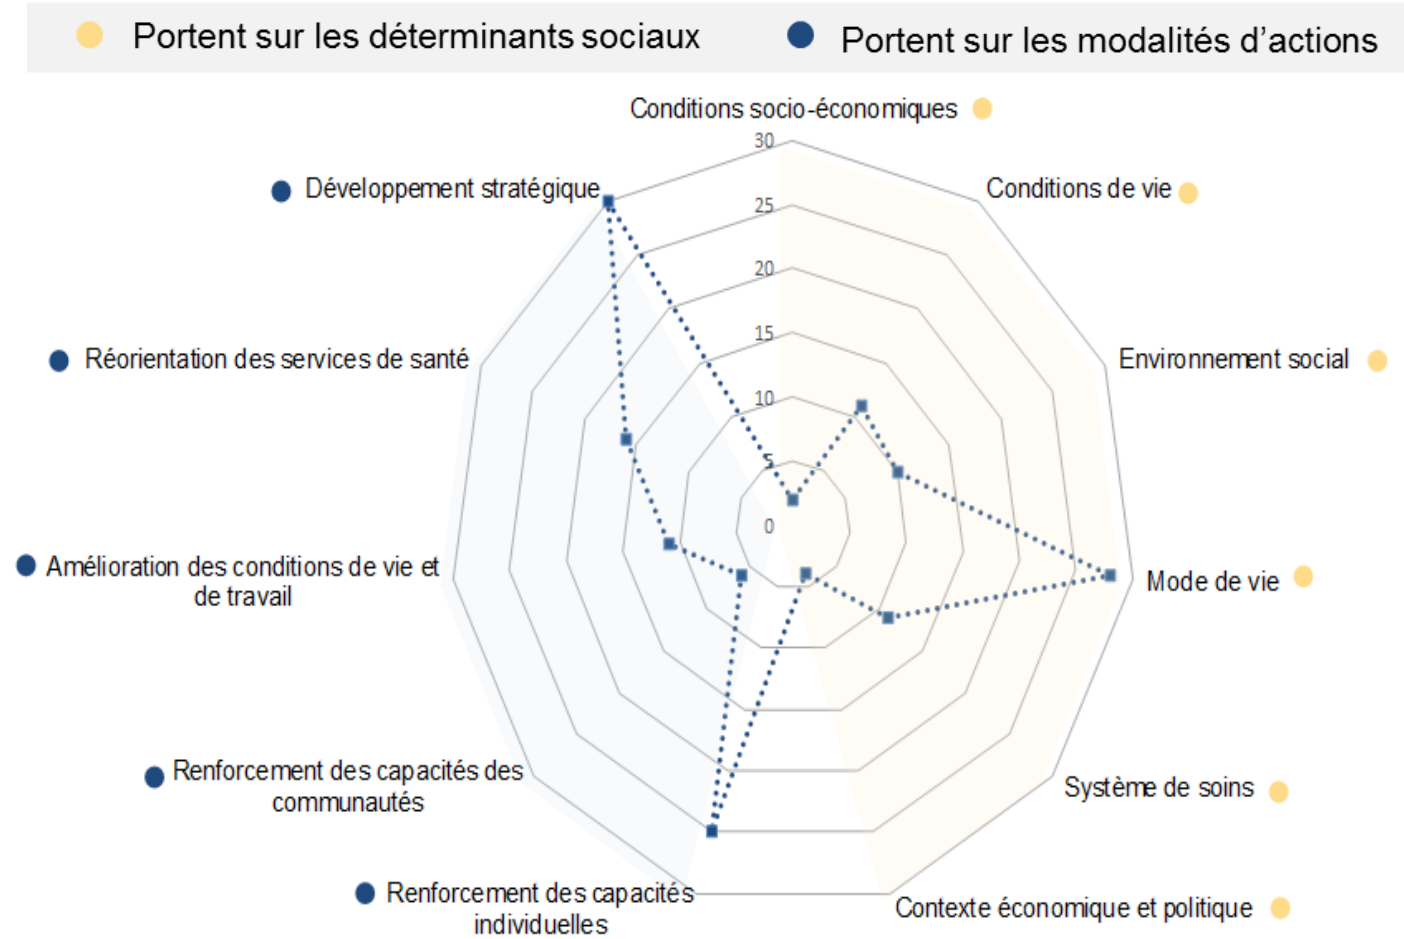 Portent sur les déterminants sociaux
Portent sur les modalités d'actions
Conditions socio-économiques
30
Développement stratégique
Conditions de vie
25
20
15
Réorientation des services de santé
Environnement social
10
5
0
Amélioration des conditions de vie et
de travail
Mode de vie
Renforcement des capacités des
communautés
Système de soins
Renforcement des capacités
individuelles
Contexte économique et politique